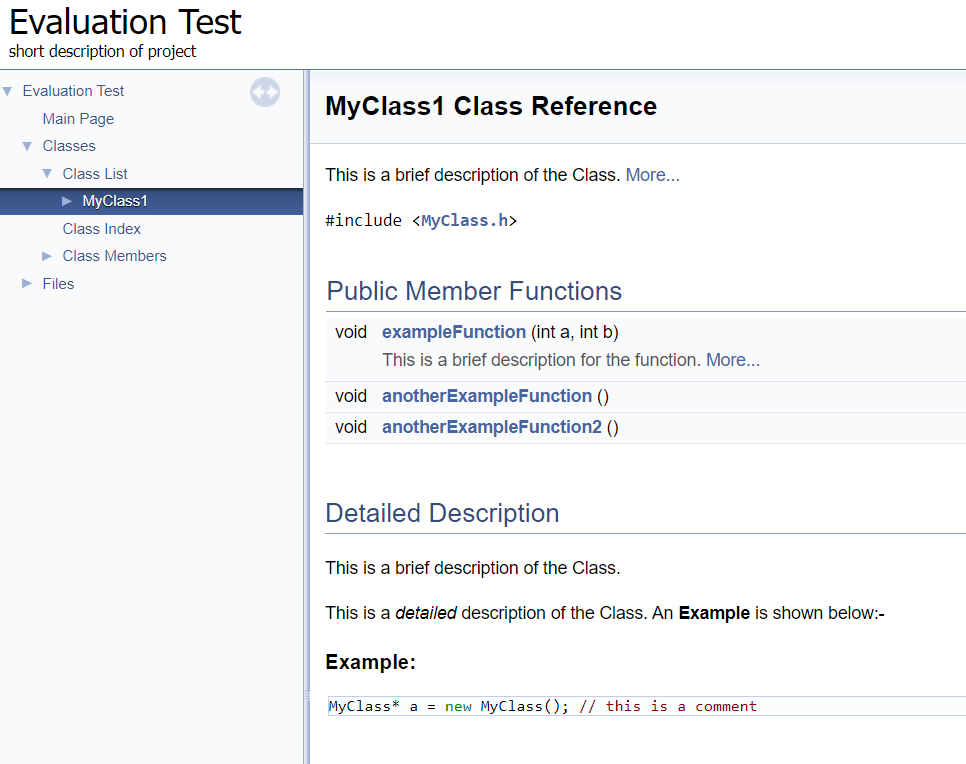 Evaluation Test
short description of project
Evaluation Test
Main Page
Classes
Class List
MyClass1
Class Index
Class Members
Files
MyClass1 Class Reference
This is a brief description of the Class. More...
#include <MyClass.h>
Public Member Functions
void exampleFunction (int a, int b)
This is a brief description for the function. More...
void anotherExampleFunction ()
void anotherExampleFunction2 ()
Detailed Description
This is a brief description of the Class.
This is a detailed description of the Class. An Example is shown below:-
Example:
MyClass* a = new MyClass(); // this is a comment